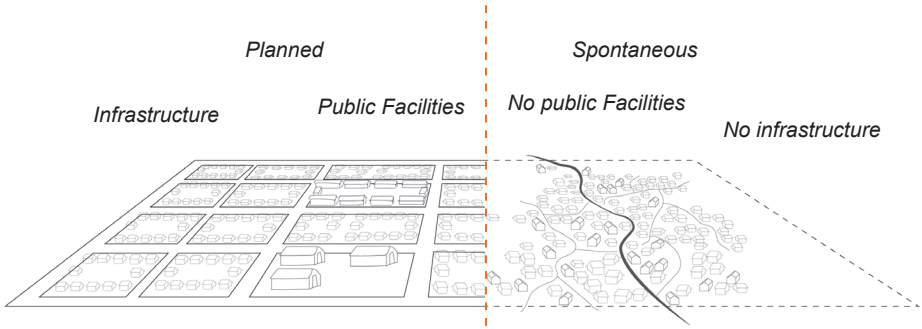 Planned
Spontaneous
Infrastructure
Public Facilities
No public Facilities
No infrastructure